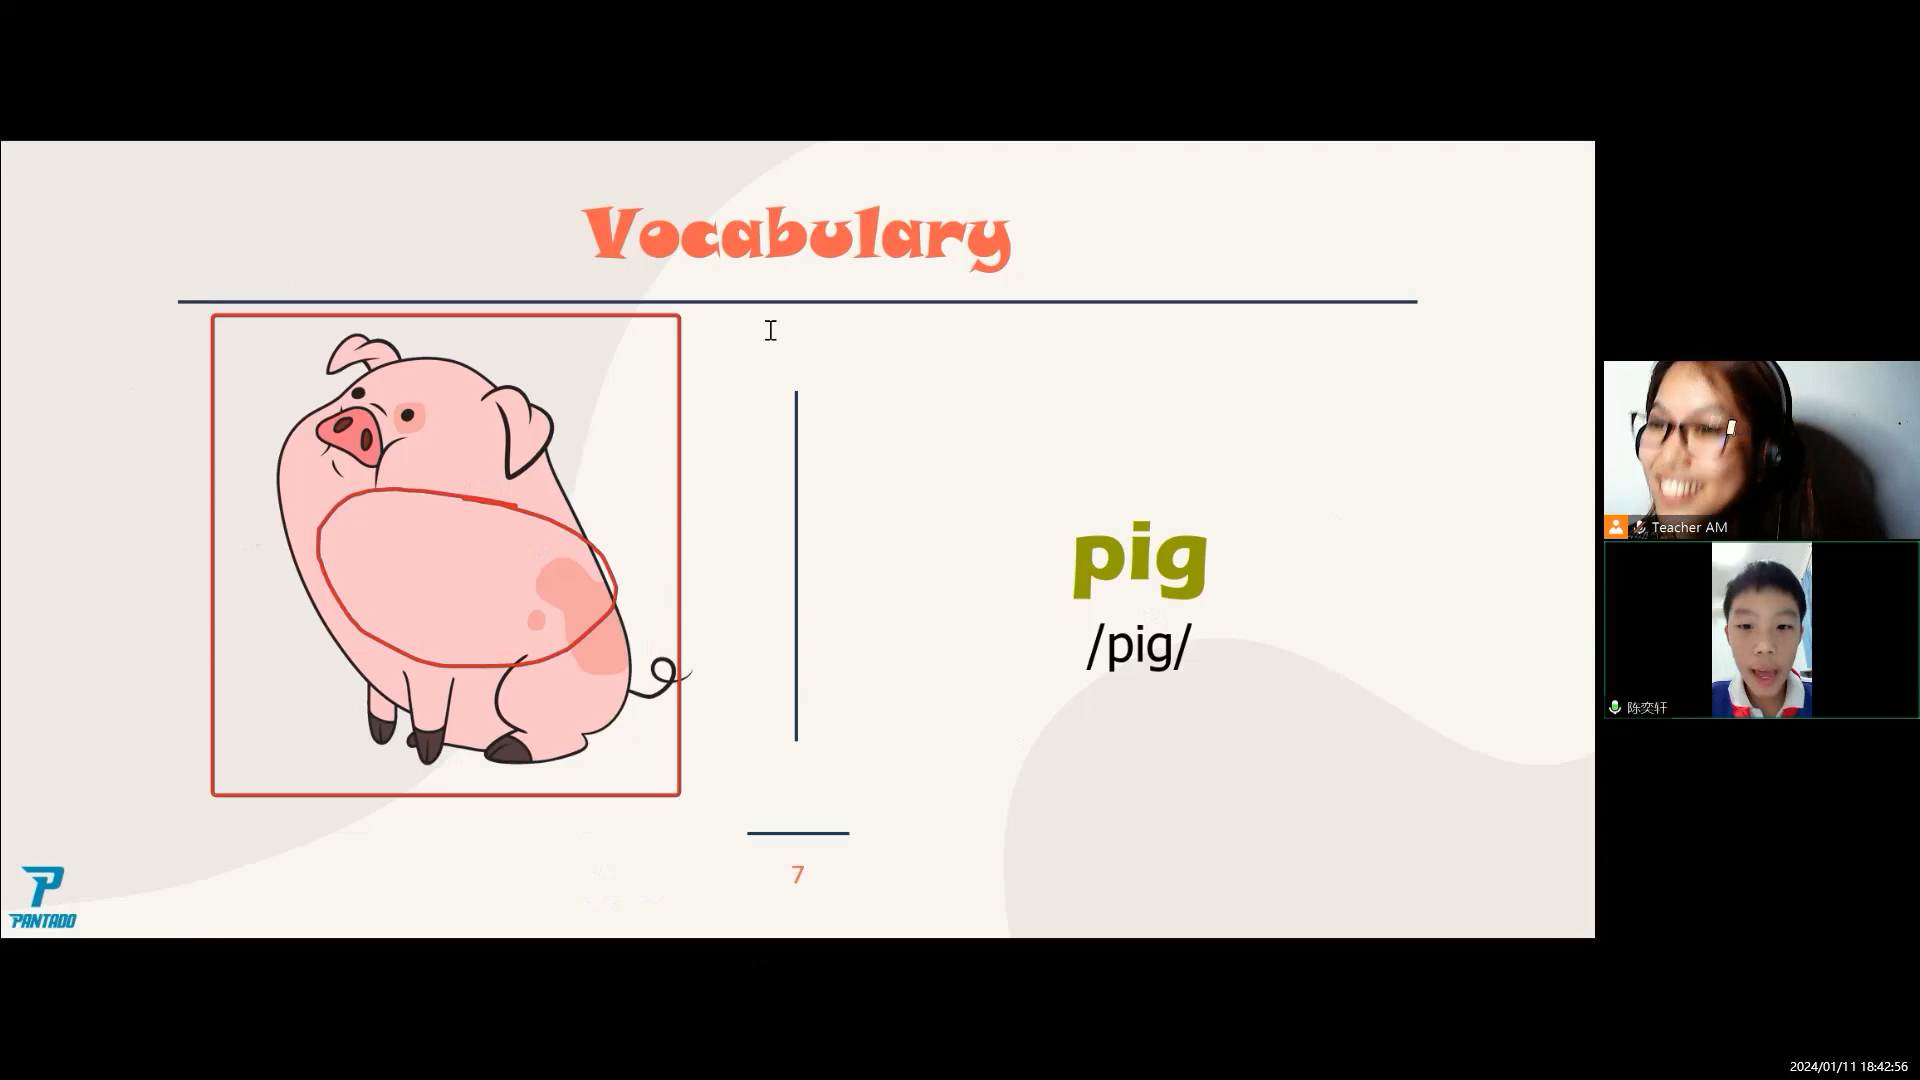 Vocabulary
pig
/pig/
7
PANTADO
Teacher AM
陈奕轩
2024/01/11 18:42:56